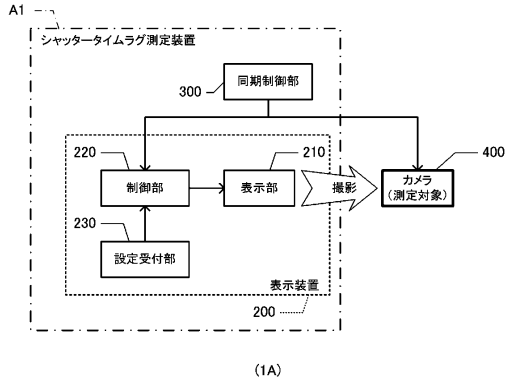 A1
シャッタータイムラグ測定装置
同期制御部
300
220
210
400
制御部
表示部
撮影
カメラ
(測定対象)
230
設定受付部
表示装置
200
(1A)